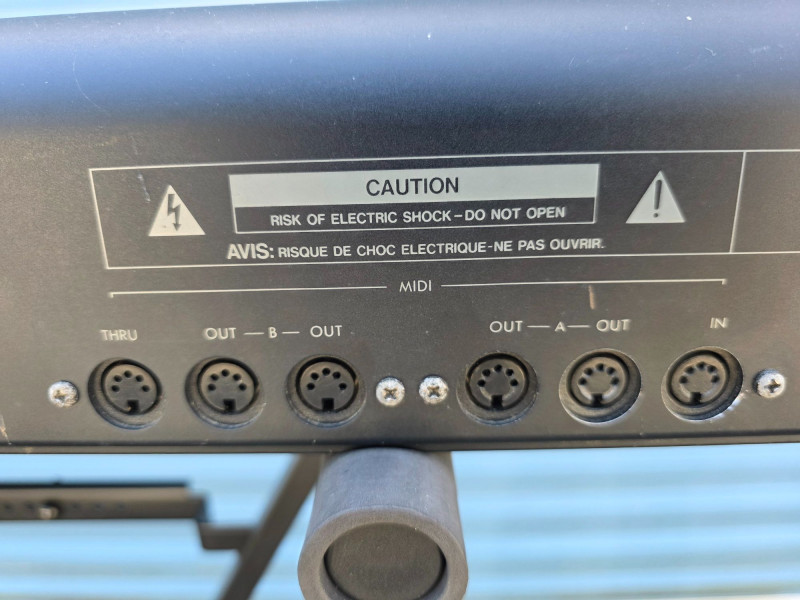 CAUTION
RISK OF ELECTRIC SHOCK-DO NOT OPEN
AVIS: RISQUE DE CHOC ELECTRIQUE-NE PAS OUVRIR.
MIDI
THRU OUT — B — OUT OUT — A — OUT IN